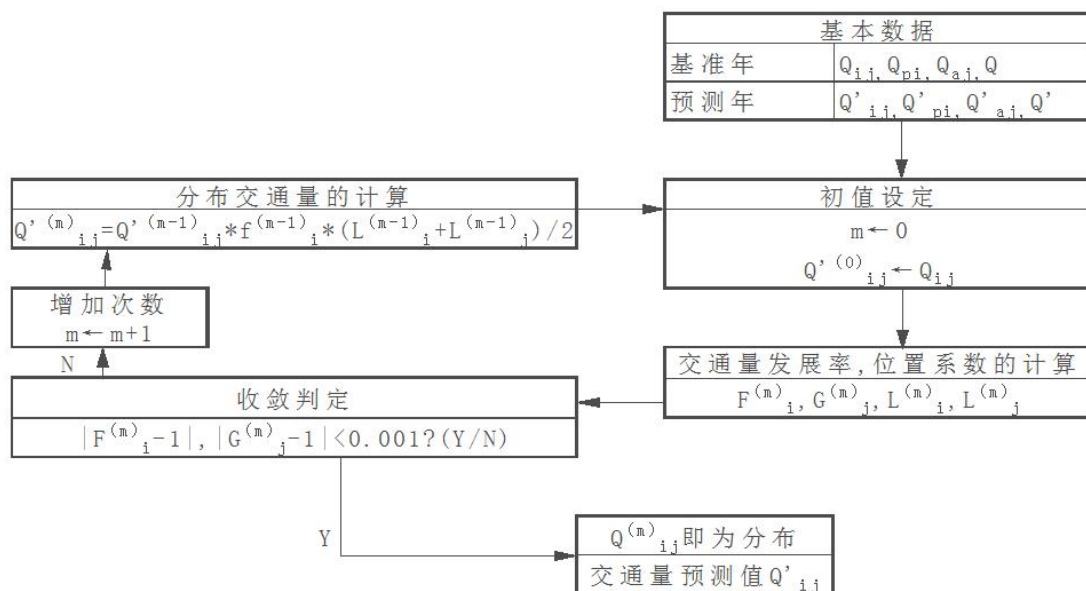 基本数据
基准年 Q_ij, Q_pi, Q_aj, Q
预测年 Q'_ij, Q'_pi, Q'_aj, Q'
分布交通量的计算
Q'^(m)_ij=Q'^(m-1)_ij*f^(m-1)_i*(L^(m-1)_i+L^(m-1)_j)/2
初值设定
m←0
Q'^(0)_ij←Q_ij
增加次数
m←m+1
N
交通量发展率,位置系数的计算
F^(m)_i,G^(m)_j,L^(m)_i,L^(m)_j
收敛判定
|F^(m)_i-1|,|G^(m)_j-1|<0.001?(Y/N)
Y
Q^(m)_ij即为分布
交通量预测值Q'_ij